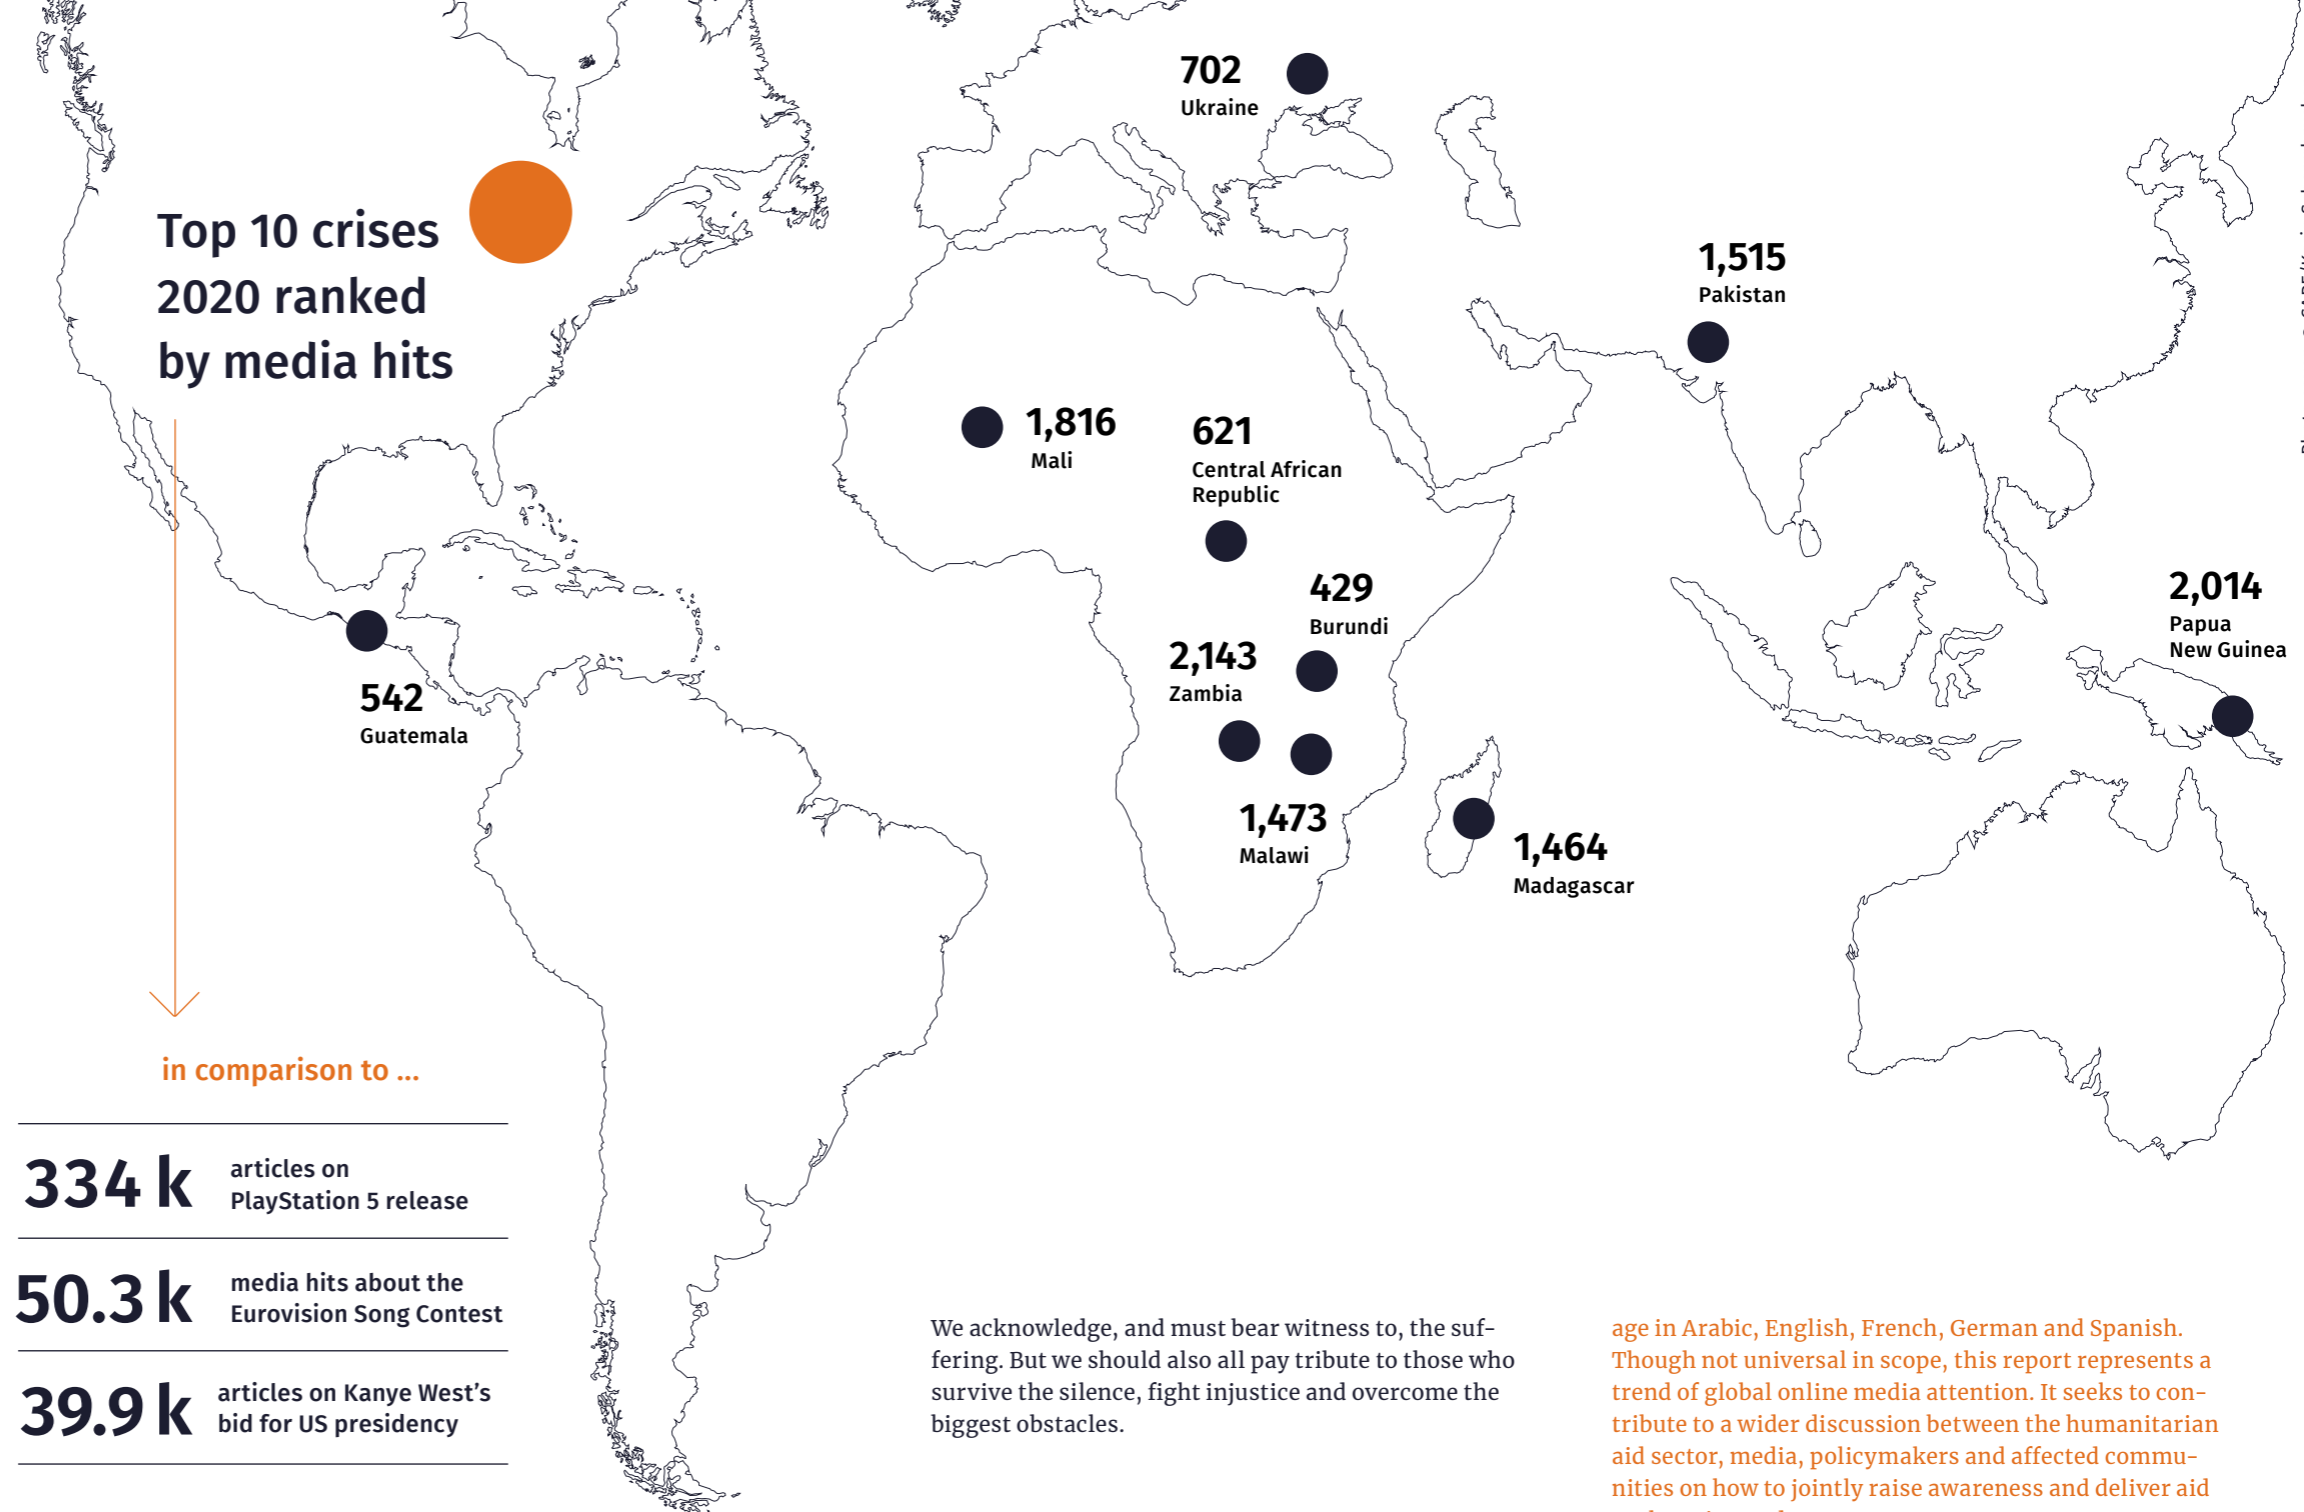 Top 10 crises
2020 ranked
by media hits
702
Ukraine
1,515
Pakistan
1,816
Mali
621
Central African
Republic
429
Burundi
2,143
Zambia
2,014
Papua
New Guinea
542
Guatemala
1,473
Malawi
1,464
Madagascar
in comparison to ...
334 k
articles on
PlayStation 5 release
50.3 k
media hits about the
Eurovision Song Contest
39.9 k
articles on Kanye West’s
bid for US presidency
We acknowledge, and must bear witness to, the suf-
fering. But we should also all pay tribute to those who
survive the silence, fight injustice and overcome the
biggest obstacles.
age in Arabic, English, French, German and Spanish.
Though not universal in scope, this report represents a
trend of global online media attention. It seeks to con-
tribute to a wider discussion between the humanitarian
aid sector, media, policymakers and affected commu-
nities on how to jointly raise awareness and deliver aid